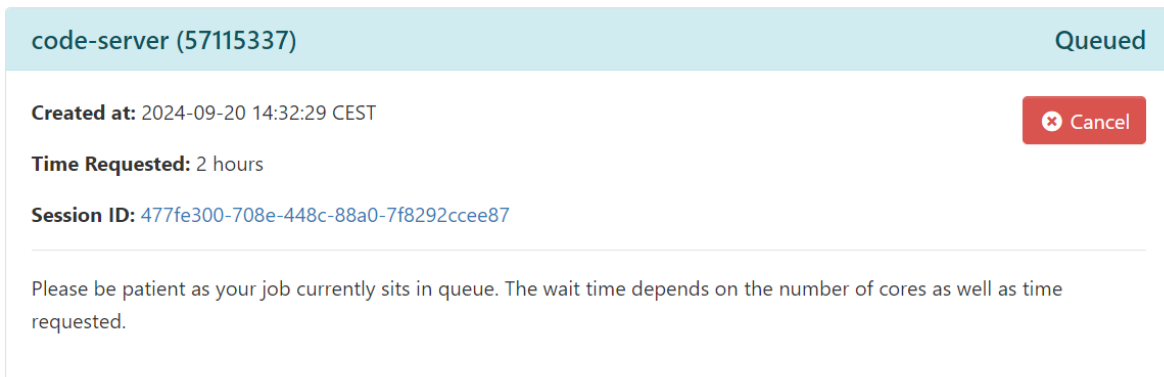 code-server (57115337)
Queued
Created at: 2024-09-20 14:32:29 CEST
Cancel
Time Requested: 2 hours
Session ID: 477fe300-708e-448c-88a0-7f8292ccee87
Please be patient as your job currently sits in queue. The wait time depends on the number of cores as well as time
requested.